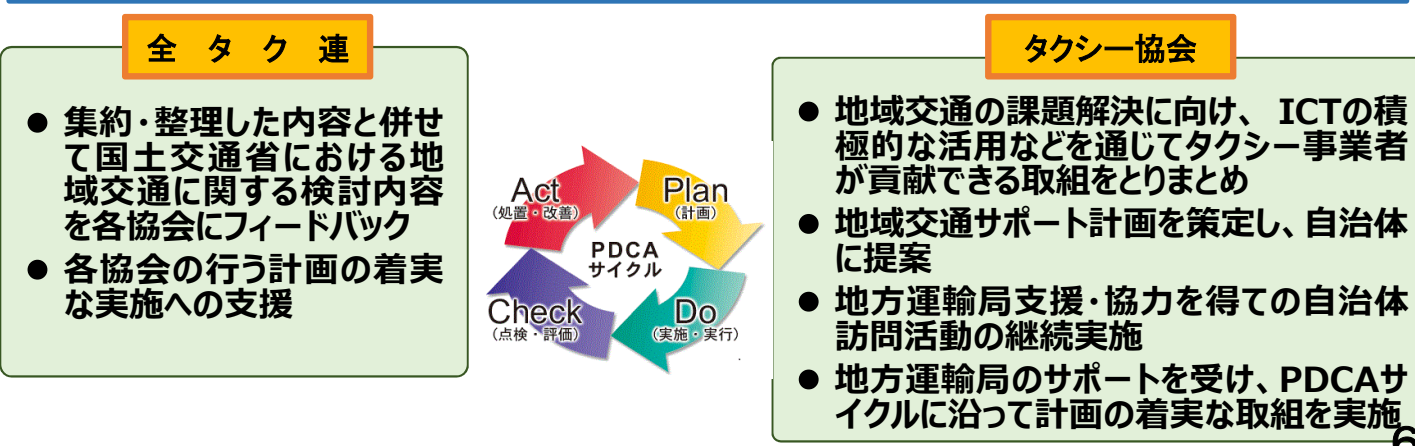 全 タ ク 連
● 集約・整理した内容と併せ
て国土交通省における地
域交通に関する検討内容
を各協会にフィードバック
● 各協会の行う計画の着実
な実施への支援
Act
(処置・改善)
Plan
(計画)
PDCA
サイクル
Check
(点検・評価)
Do
(実施・実行)
タクシー協会
● 地域交通の課題解決に向け、 ICTの積
極的な活用などを通じてタクシー事業者
が貢献できる取組をとりまとめ
● 地域交通サポート計画を策定し、自治体
に提案
● 地方運輸局支援・協力を得ての自治体
訪問活動の継続実施
● 地方運輸局のサポートを受け、PDCAサ
イクルに沿って計画の着実な取組を実施
6